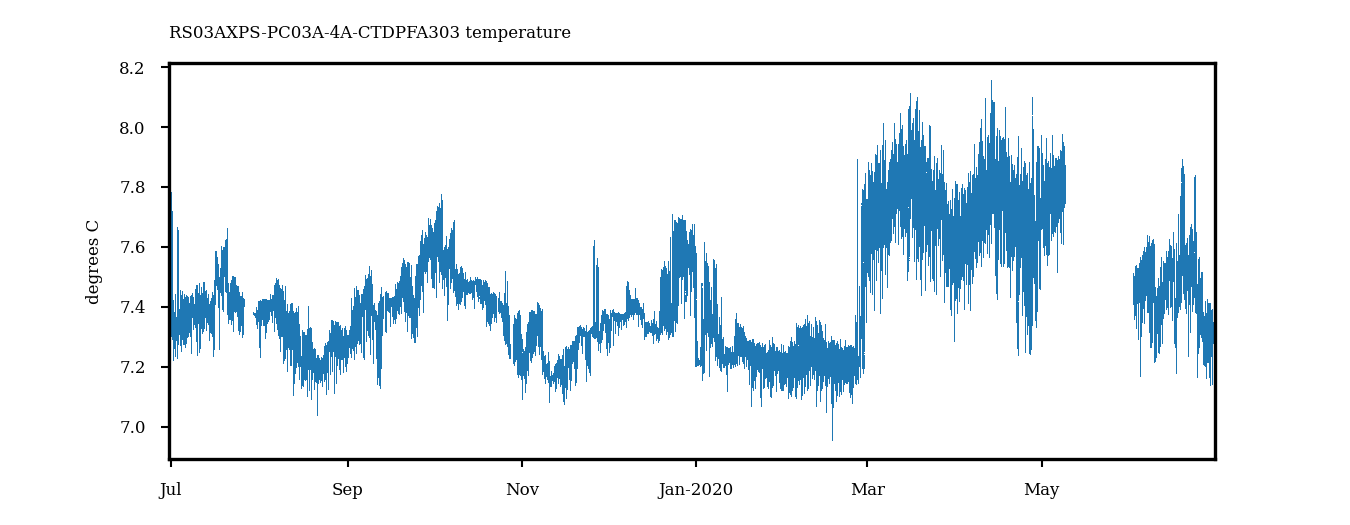 RS03AXPS-PC03A-4A-CTDPFA303 temperature
8.2
8.0
7.8
7.6
7.4
7.2
7.0
degrees C
Jul Sep Nov Jan-2020 Mar May